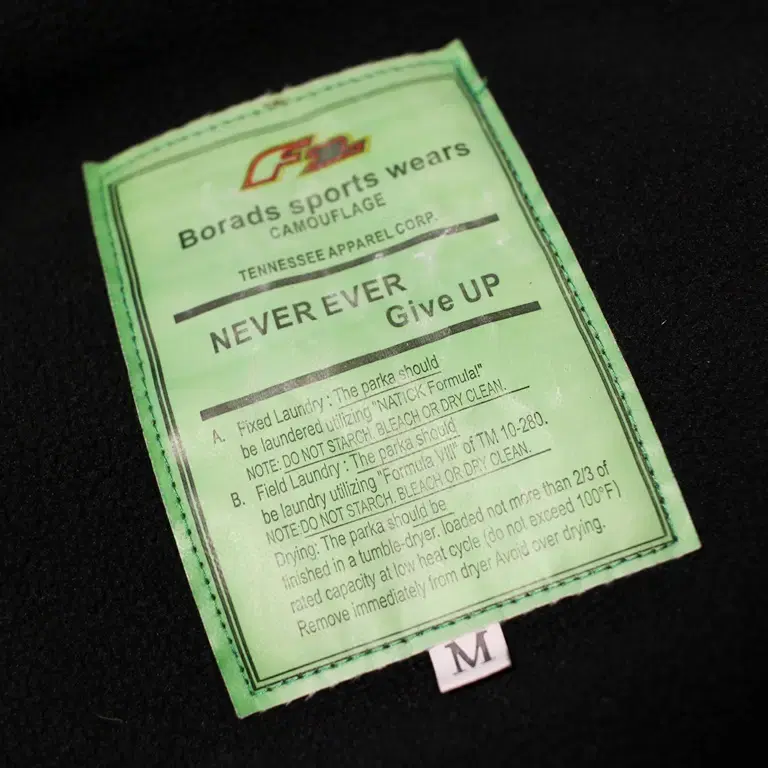 Borads sports wears
CAMOUFLAGE
TENNESSEE APPAREL CORP.
NEVER EVER
Give UP
A. Fixed Laundry : The parka should
be laundered utilizing "NATICK Formula!"
NOTE: DO NOT STARCH, BLEACH OR DRY CLEAN.
B. Field Laundry : The parka should
be laundry utilizing "Formula VIII" of TM 10-280.
NOTE:DO NOT STARCH, BLEACH OR DRY CLEAN.
Drying: The parka should be
finished in a tumble-dryer. loaded not more than 2/3 of
rated capacity at low heat cycle (do not exceed 100°F)
Remove immediately from dryer Avoid over drying.
M